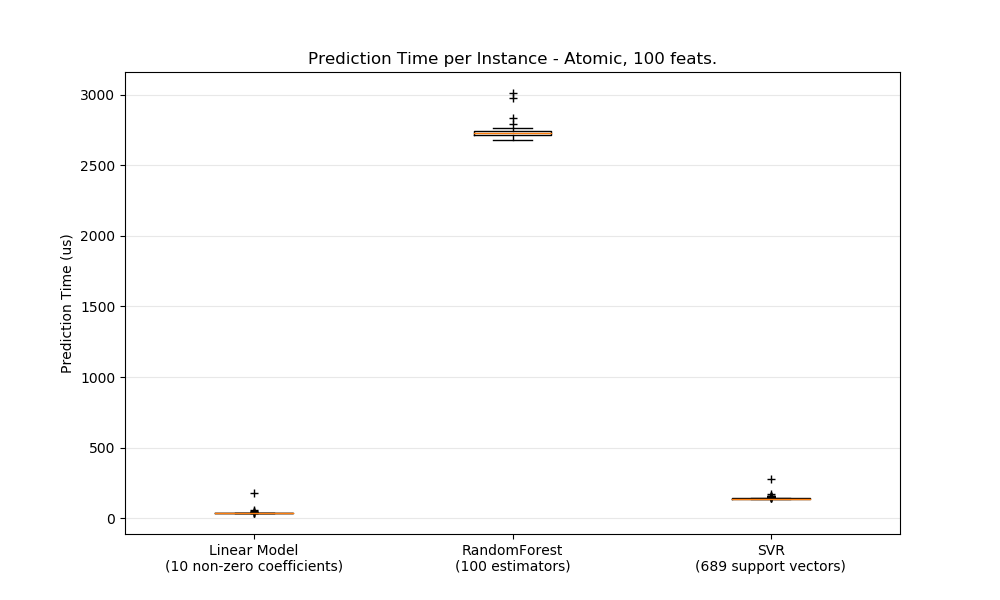 Prediction Time per Instance - Atomic, 100 feats.
Prediction Time (us)
3000
2500
2000
1500
1000
500
0
Linear Model
(10 non-zero coefficients)
RandomForest
(100 estimators)
SVR
(689 support vectors)